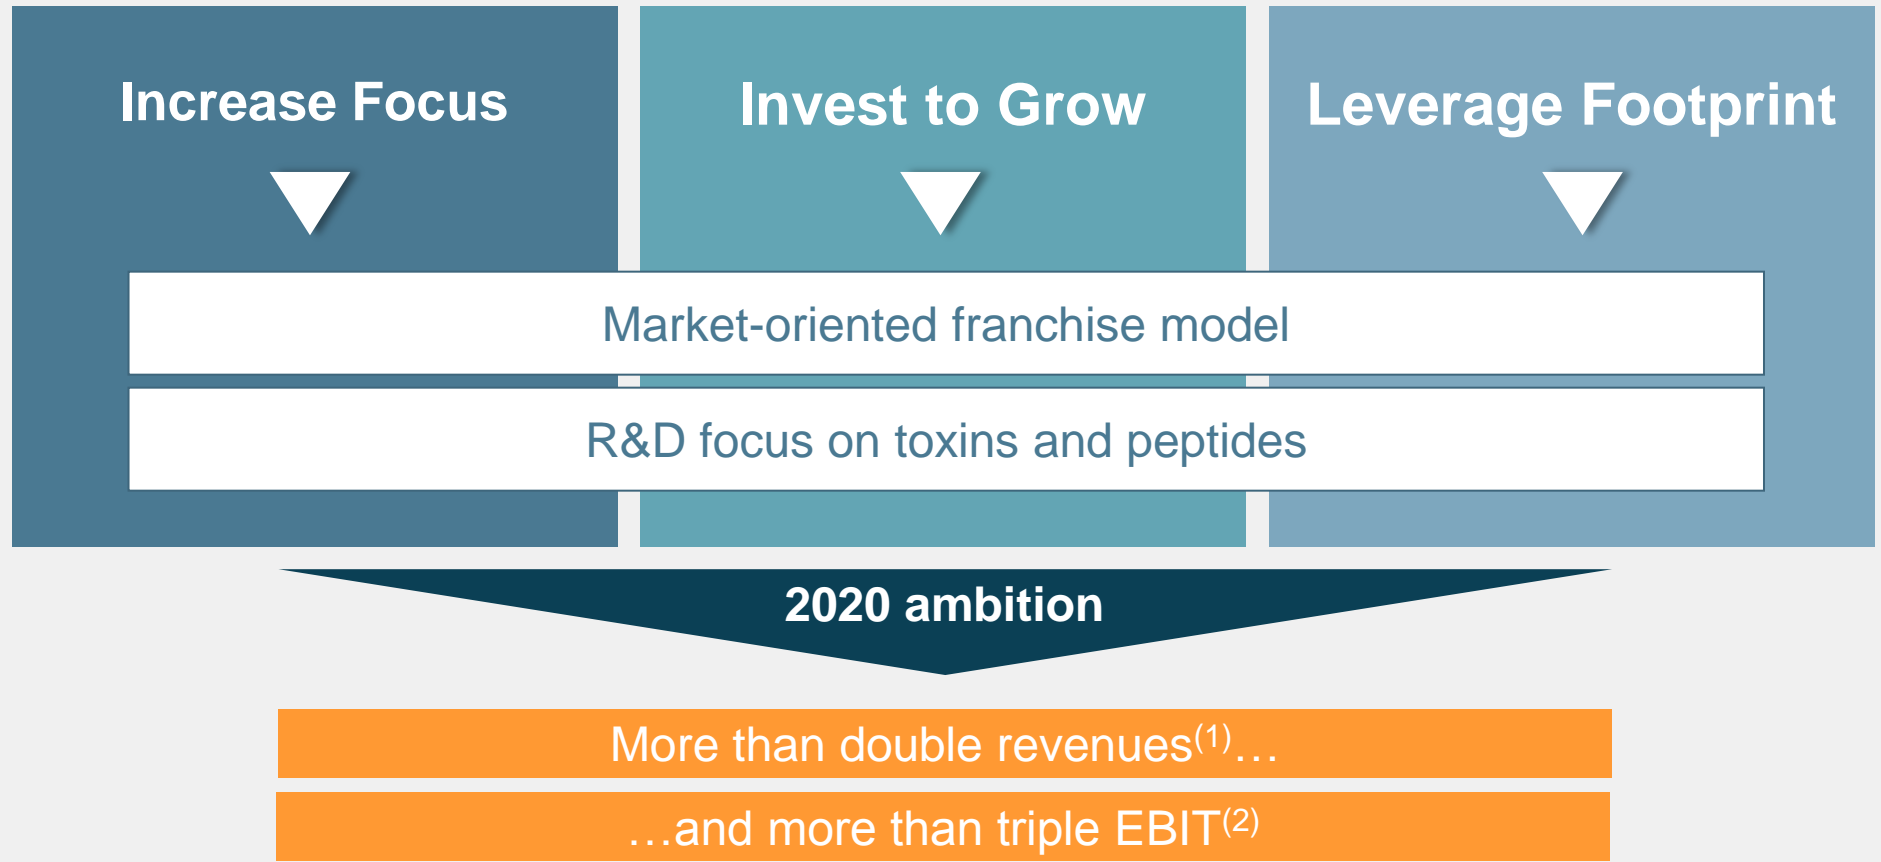 Increase Focus
Invest to Grow
Leverage Footprint
Market-oriented franchise model
R&D focus on toxins and peptides
2020 ambition
More than double revenues(1)…
…and more than triple EBIT(2)